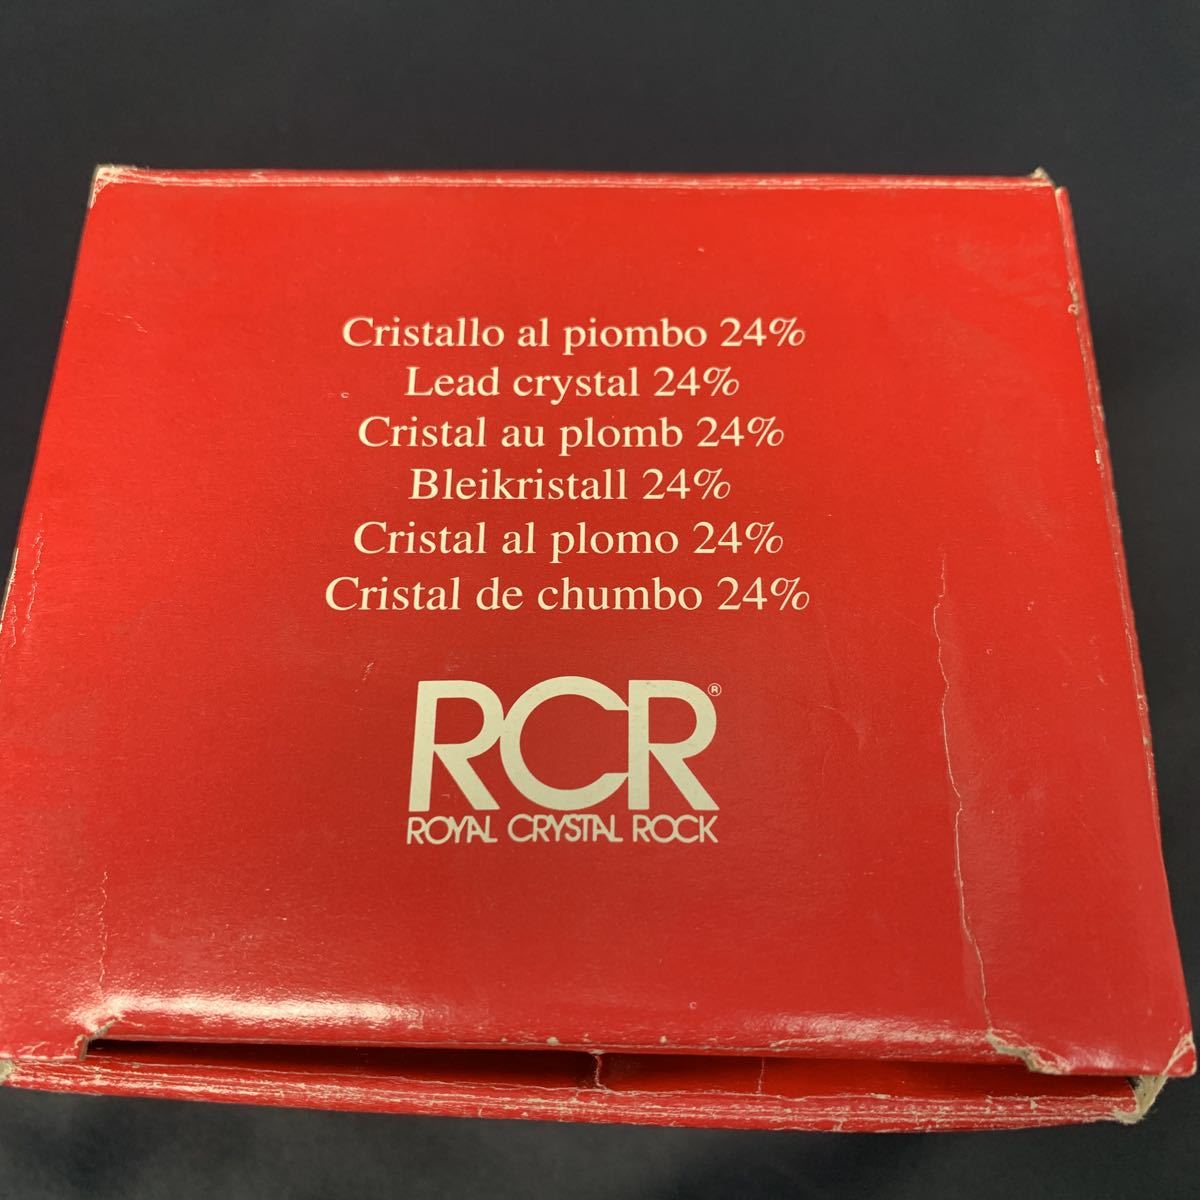 Cristallo al piombo 24%
Lead crystal 24%
Cristal au plomb 24%
Bleikristall 24%
Cristal al plomo 24%
Cristal de chumbo 24%
RCR®
ROYAL CRYSTAL ROCK